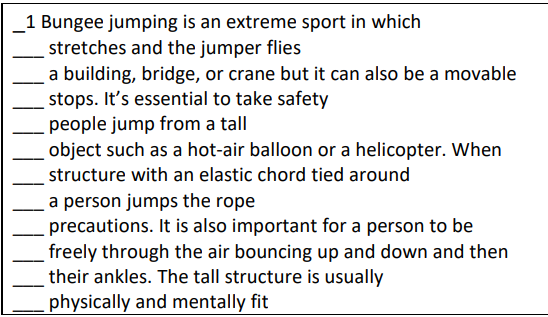 _1 Bungee jumping is an extreme sport in which
___ stretches and the jumper flies
___ a building, bridge, or crane but it can also be a movable
___ stops. It’s essential to take safety
___ people jump from a tall
___ object such as a hot-air balloon or a helicopter. When
___ structure with an elastic chord tied around
___ a person jumps the rope
___ precautions. It is also important for a person to be
___ freely through the air bouncing up and down and then
___ their ankles. The tall structure is usually
___ physically and mentally fit